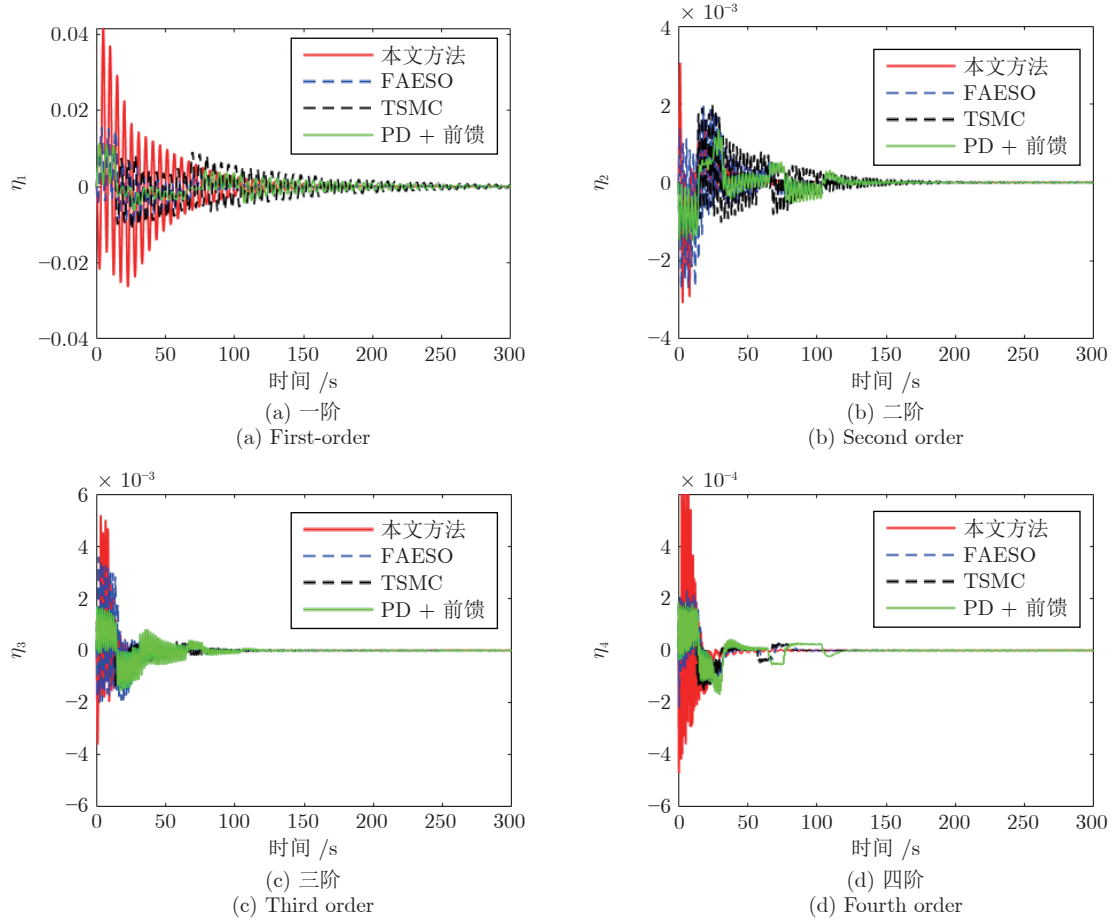 0.04
0.02
0
−0.02
−0.04
η1
本文方法
FAESO
TSMC
PD + 前馈
0 50 100 150 200 250 300
时间 /s
(a) 一阶
(a) First-order
× 10−3
4
2
0
−2
−4
η2
本文方法
FAESO
TSMC
PD + 前馈
0 50 100 150 200 250 300
时间 /s
(b) 二阶
(b) Second order
× 10−3
6
4
2
0
−2
−4
−6
η3
本文方法
FAESO
TSMC
PD + 前馈
0 50 100 150 200 250 300
时间 /s
(c) 三阶
(c) Third order
× 10−4
6
4
2
0
−2
−4
−6
η4
本文方法
FAESO
TSMC
PD + 前馈
0 50 100 150 200 250 300
时间 /s
(d) 四阶
(d) Fourth order